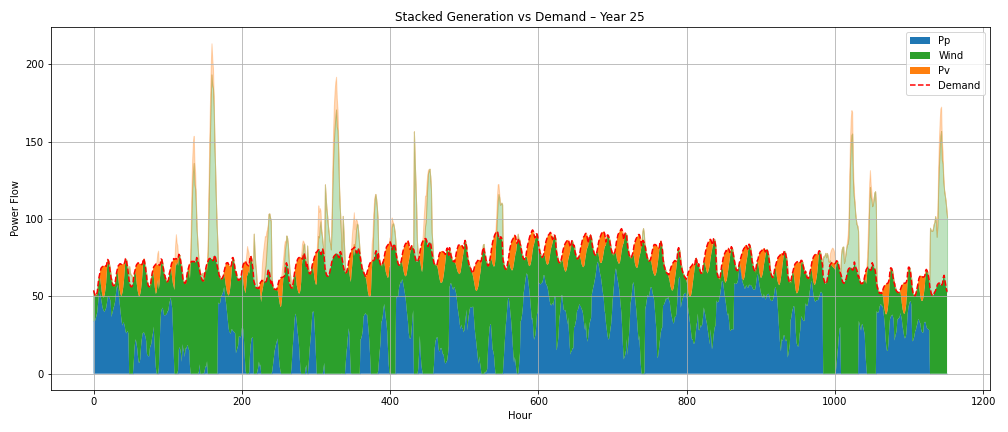 Stacked Generation vs Demand – Year 25
Pp
Wind
Pv
Demand
Power Flow
200
150
100
50
0
0 200 400 600 800 1000 1200
Hour